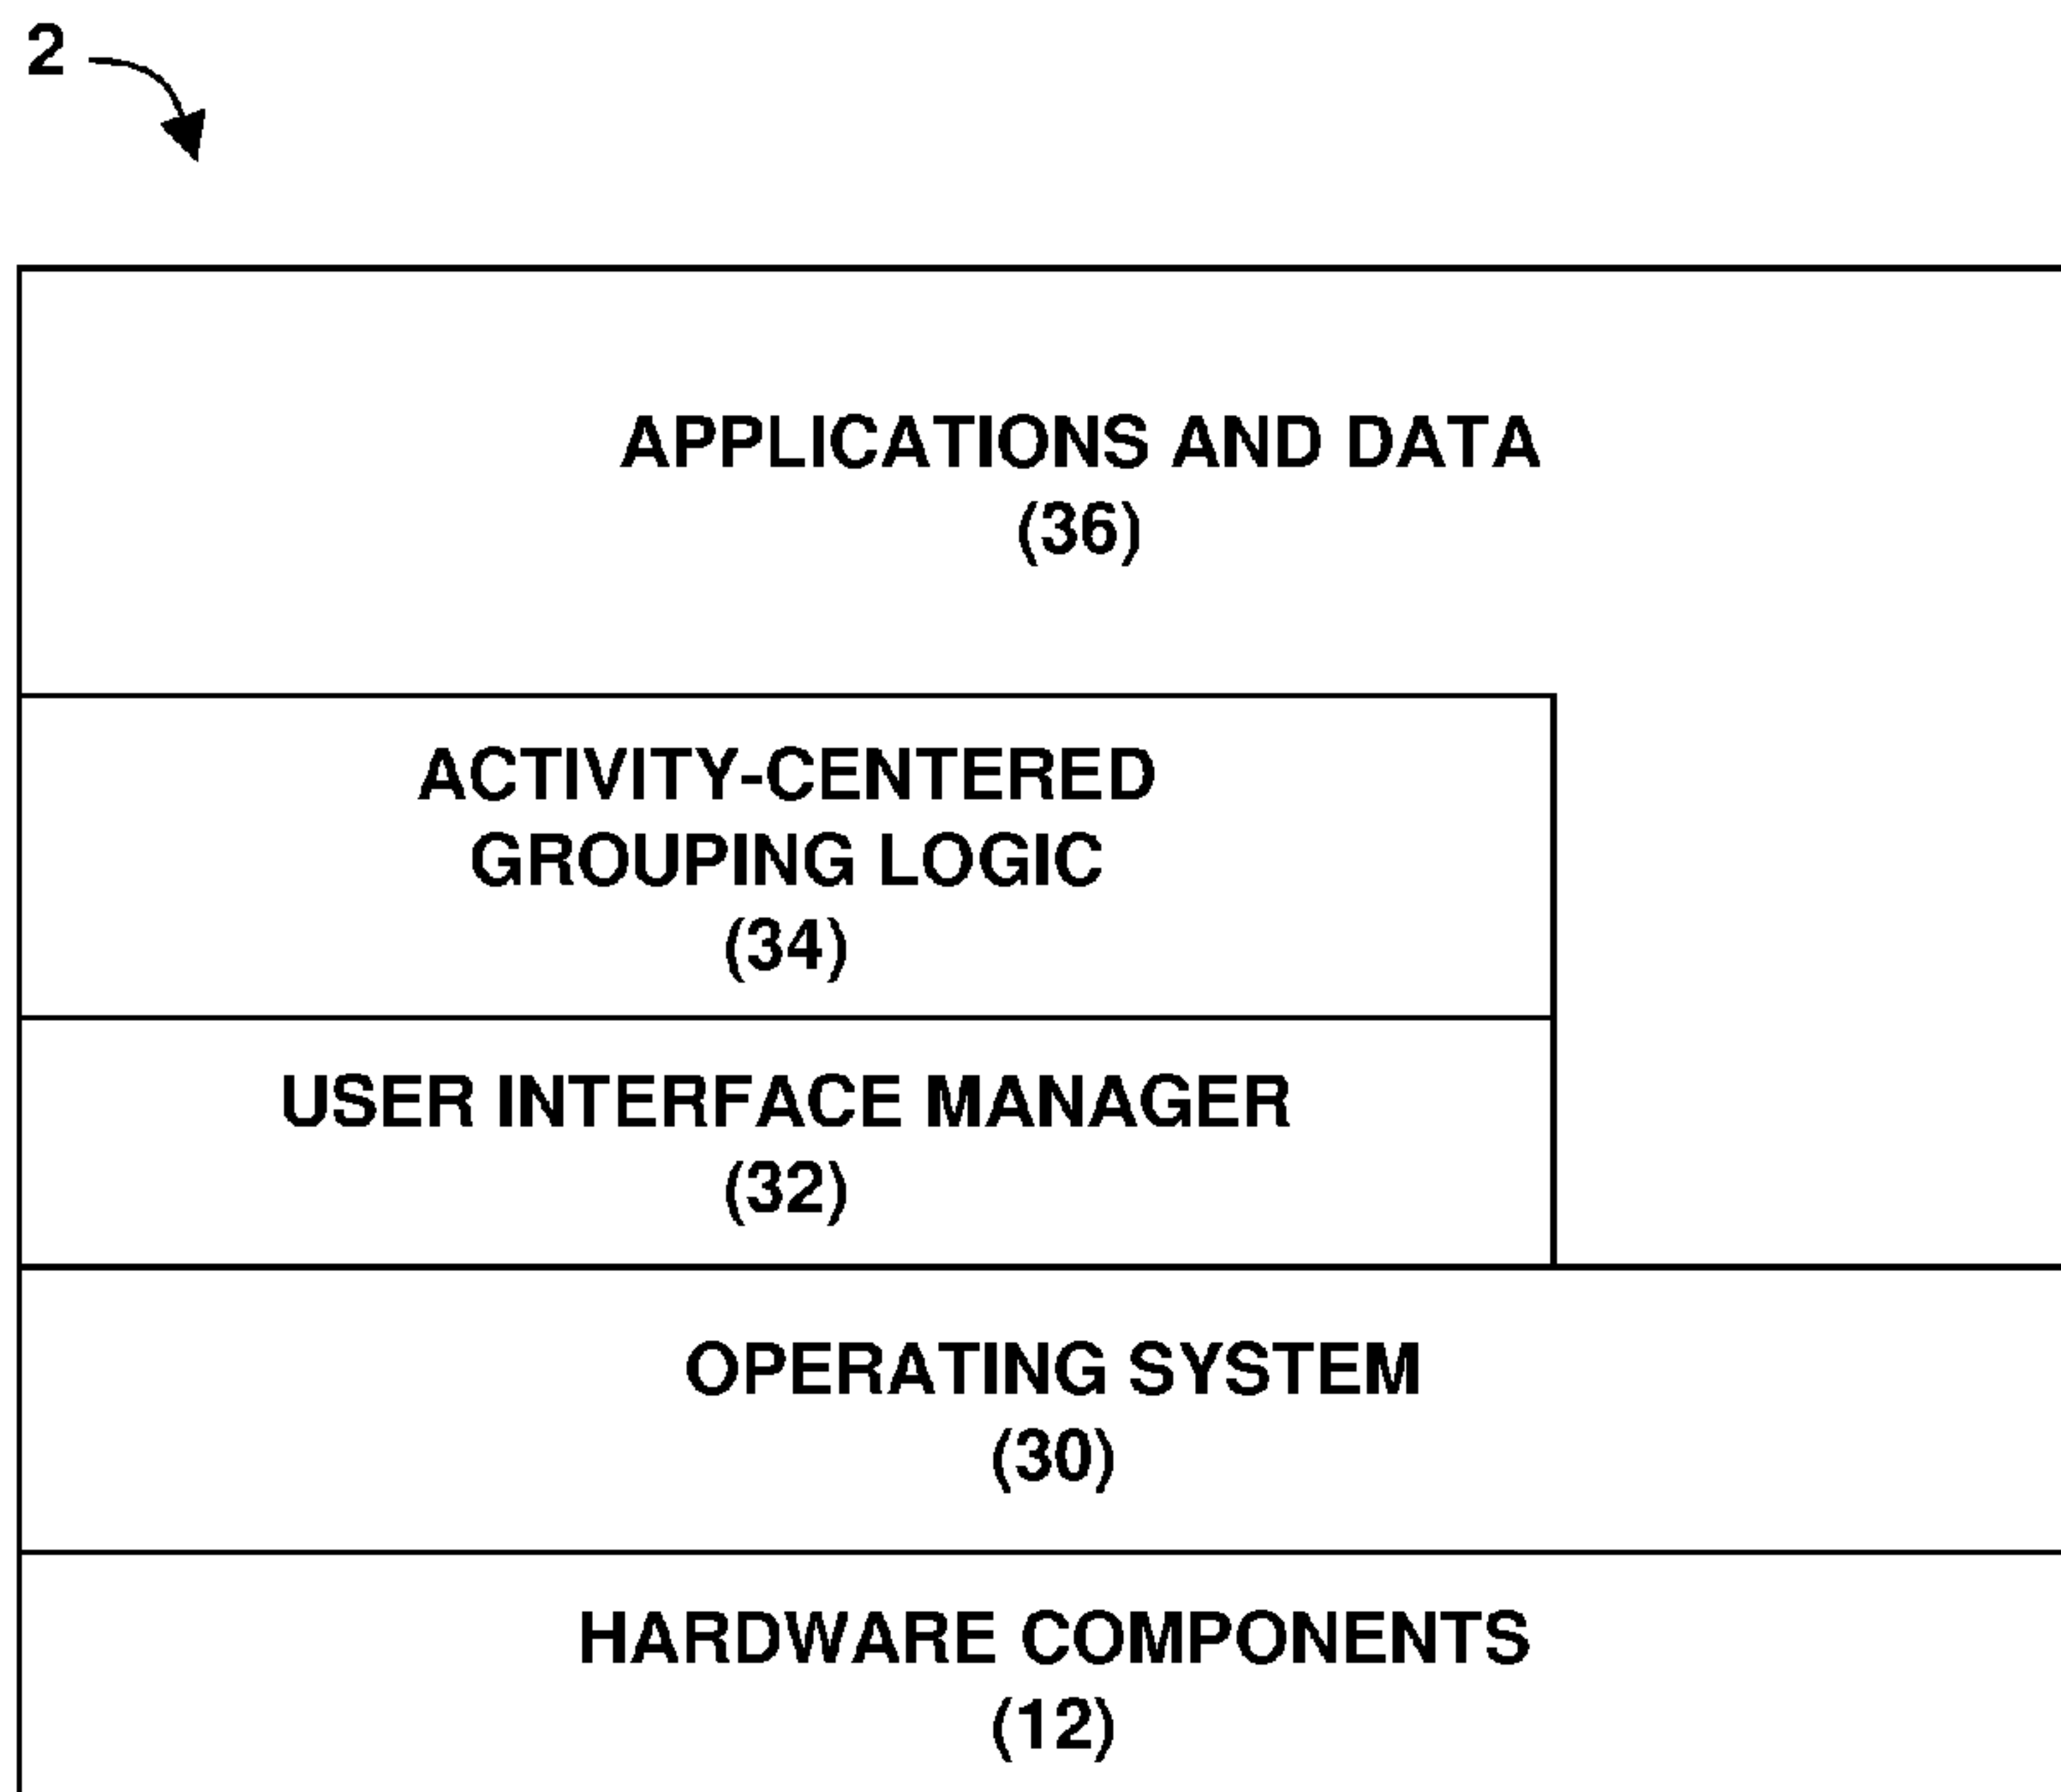 2
APPLICATIONS AND DATA
(36)
ACTIVITY-CENTERED
GROUPING LOGIC
(34)
USER INTERFACE MANAGER
(32)
OPERATING SYSTEM
(30)
HARDWARE COMPONENTS
(12)